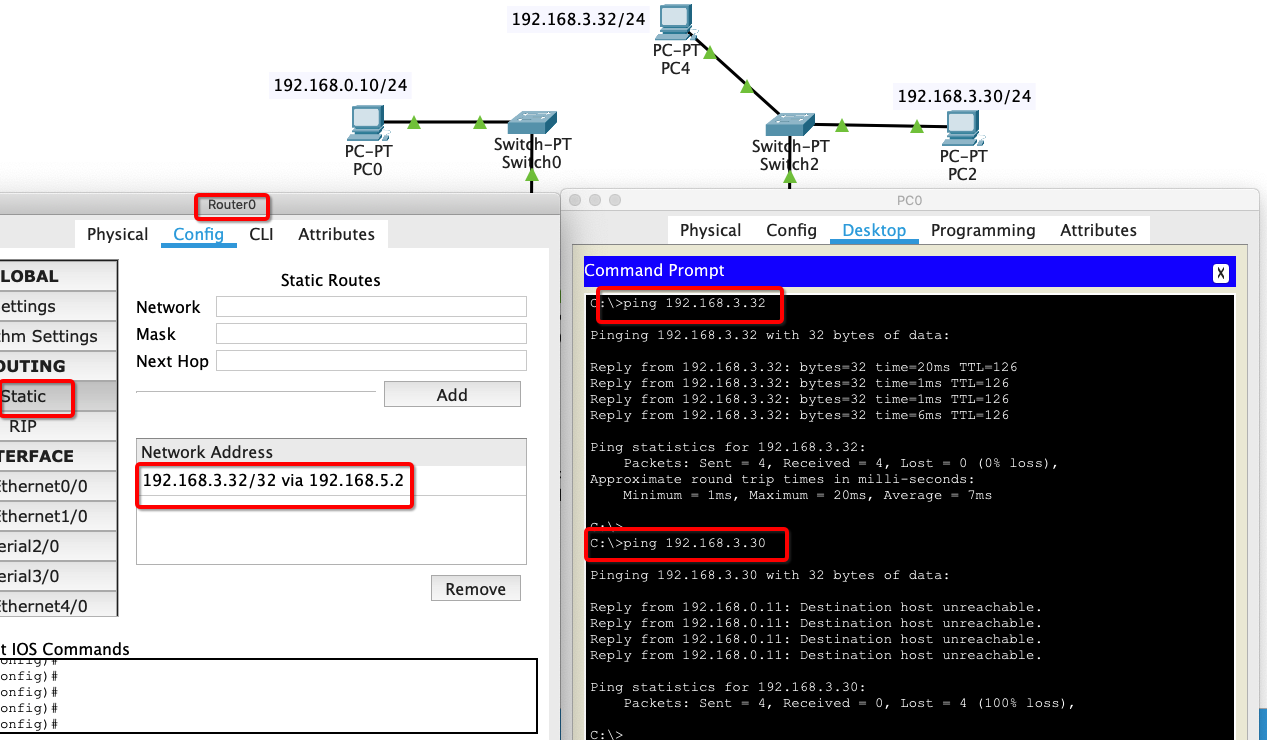 192.168.3.32/24
PC-PT
PC4
192.168.0.10/24
PC-PT
PC0
Switch-PT
Switch0
192.168.3.30/24
Switch-PT
Switch2
PC-PT
PC2
Router0
Physical Config CLI Attributes
LOBAL
ettings
hm Settings
OUTING
Static
RIP
TERFACE
thernet0/0
thernet1/0
erial2/0
erial3/0
thernet4/0
Static Routes
Network
Mask
Next Hop
Add
Network Address
192.168.3.32/32 via 192.168.5.2
Remove
t IOS Commands
onfig)#
onfig)#
onfig)#
onfig)#
onfig)#
PC0
Physical Config Desktop Programming Attributes
Command Prompt
X
C:\>ping 192.168.3.32
Pinging 192.168.3.32 with 32 bytes of data:
Reply from 192.168.3.32: bytes=32 time=20ms TTL=126
Reply from 192.168.3.32: bytes=32 time=1ms TTL=126
Reply from 192.168.3.32: bytes=32 time=1ms TTL=126
Reply from 192.168.3.32: bytes=32 time=6ms TTL=126
Ping statistics for 192.168.3.32:
Packets: Sent = 4, Received = 4, Lost = 0 (0% loss),
Approximate round trip times in milli-seconds:
Minimum = 1ms, Maximum = 20ms, Average = 7ms
C:\>
C:\>ping 192.168.3.30
Pinging 192.168.3.30 with 32 bytes of data:
Reply from 192.168.0.11: Destination host unreachable.
Reply from 192.168.0.11: Destination host unreachable.
Reply from 192.168.0.11: Destination host unreachable.
Reply from 192.168.0.11: Destination host unreachable.
Ping statistics for 192.168.3.30:
Packets: Sent = 4, Received = 0, Lost = 4 (100% loss),
C:\>